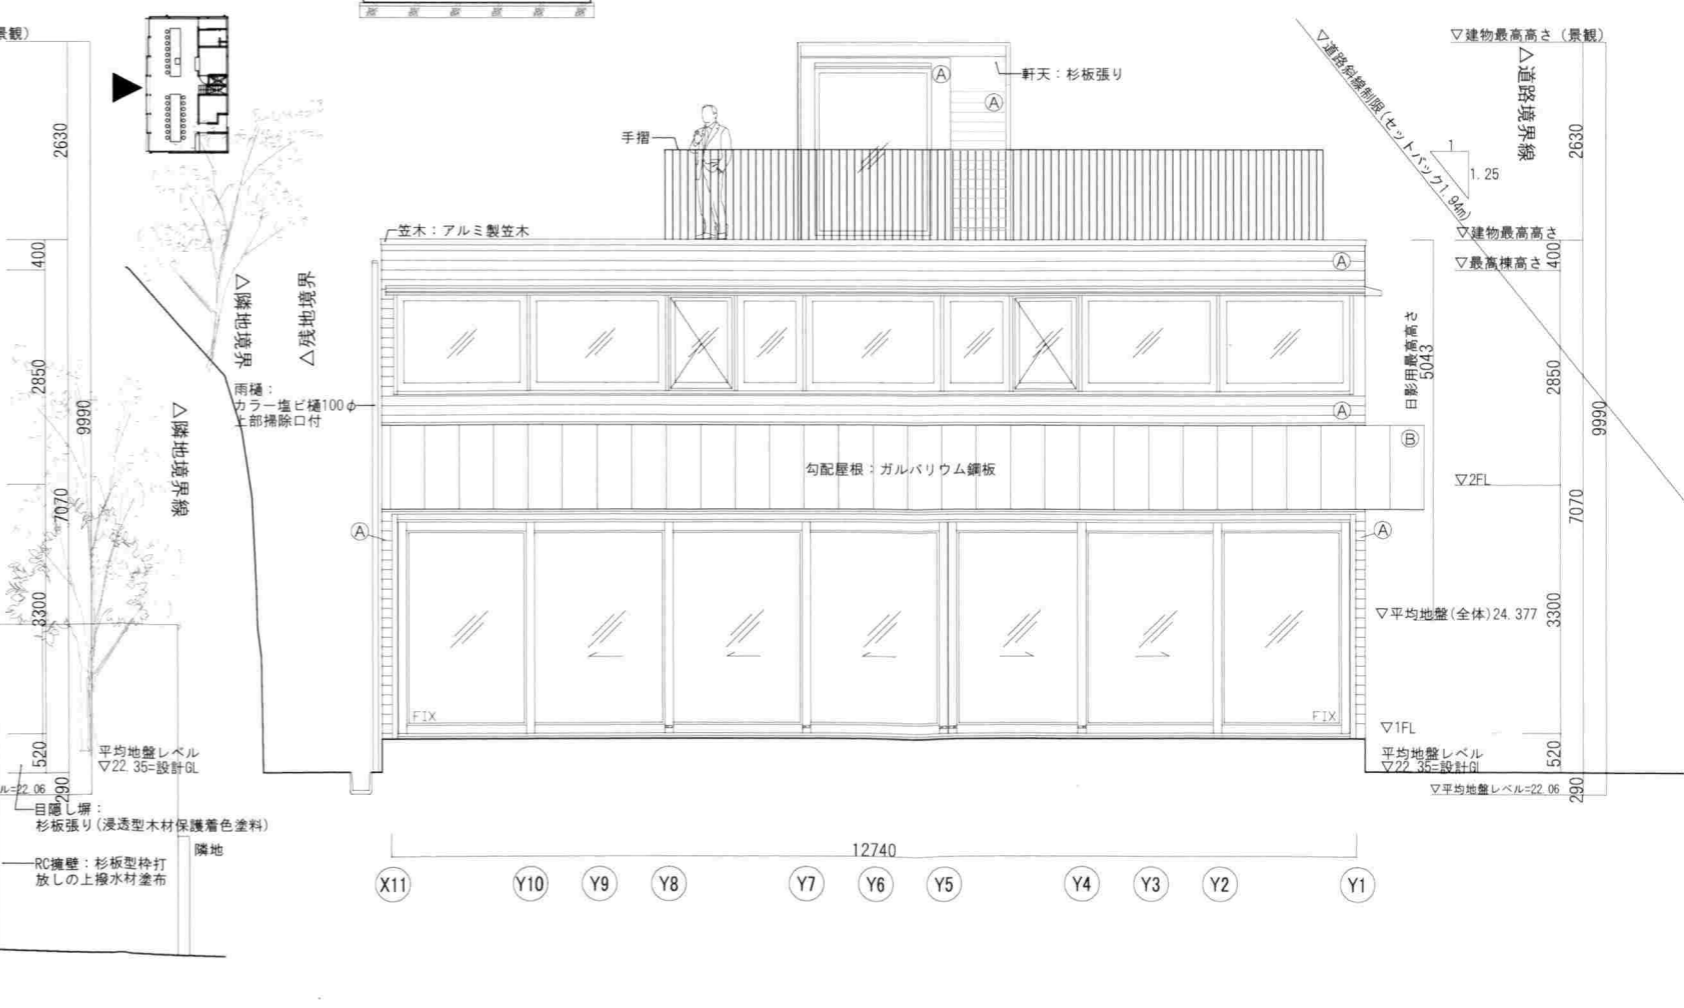 景観）
2630
400
2850
9990
7070
3300
520
290
△隣地境界線
△隣地境界
△残地境界
雨樋：
カラー塩ビ樋100φ
上部掃除口付
平均地盤レベル
▽22.35=設計GL
ル=22.06
目隠し塀：
杉板張り(浸透型木材保護着色塗料)
RC擁壁：杉板型枠打
放しの上撥水材塗布
隣地
手摺
笠木：アルミ製笠木
軒天：杉板張り
A
A
A
A
B
勾配屋根：ガルバリウム鋼板
A
A
FIX
FIX
12740
X11
Y10
Y9
Y8
Y7
Y6
Y5
Y4
Y3
Y2
Y1
▽道路斜線制限(セットバック1.94m)
1
1.25
△道路境界線
▽建物最高高さ（景観）
▽建物最高高さ
▽最高棟高さ
日影用最高高さ
5043
▽2FL
▽平均地盤(全体)24.377
▽1FL
平均地盤レベル
▽22.35=設計GL
▽平均地盤レベル=22.06
2630
400
2850
9990
7070
3300
520
290